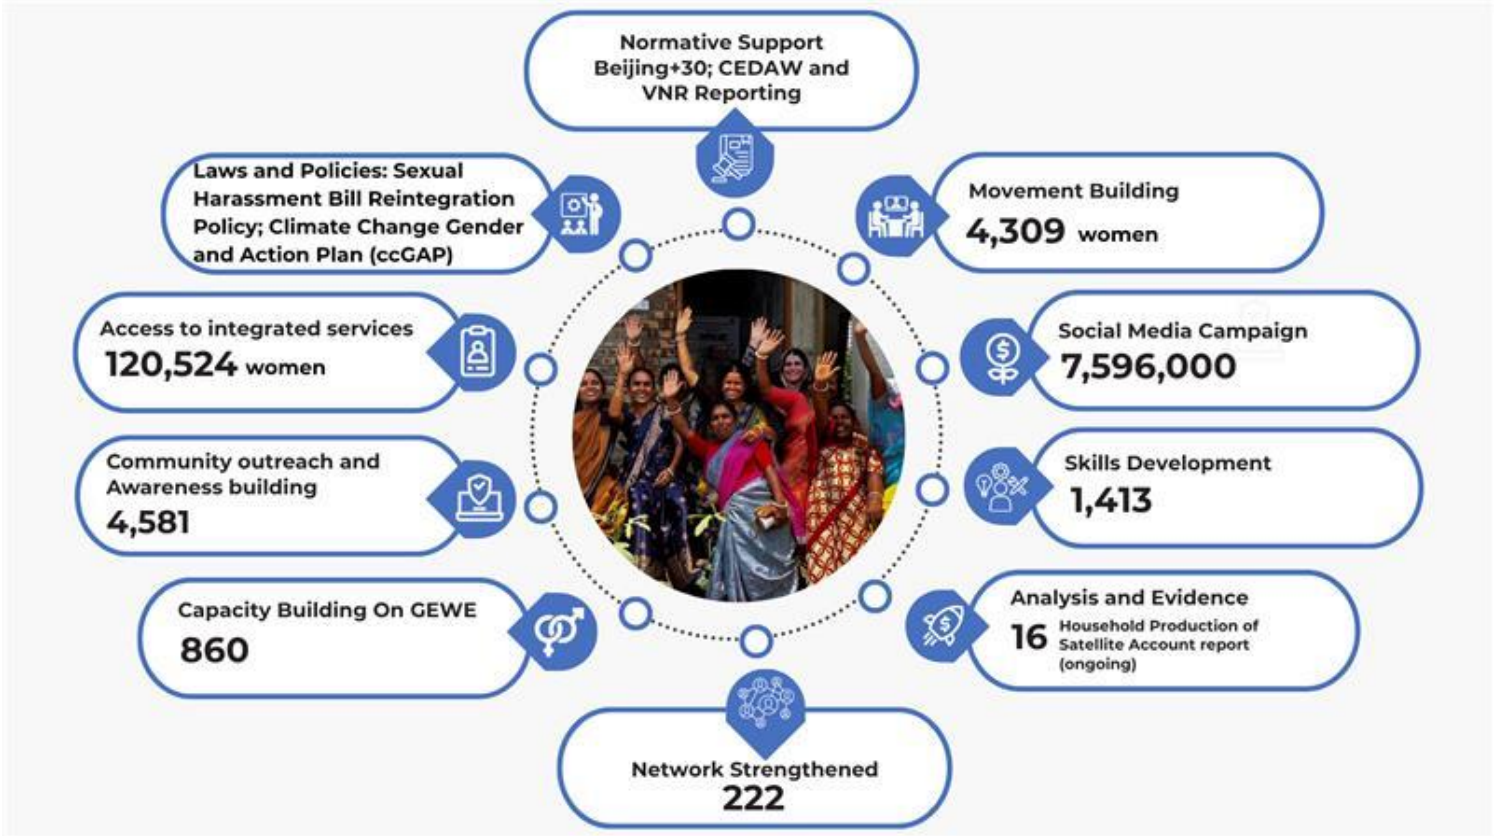 Normative Support
Beijing+30; CEDAW and
VNR Reporting
Laws and Policies: Sexual
Harassment Bill Reintegration
Policy; Climate Change Gender
and Action Plan (ccGAP)
Movement Building
4,309 women
Access to integrated services
120,524 women
Social Media Campaign
7,596,000
Community outreach and
Awareness building
4,581
Skills Development
1,413
Capacity Building On GEWE
860
Analysis and Evidence
16 Household Production of
Satellite Account report
(ongoing)
Network Strengthened
222